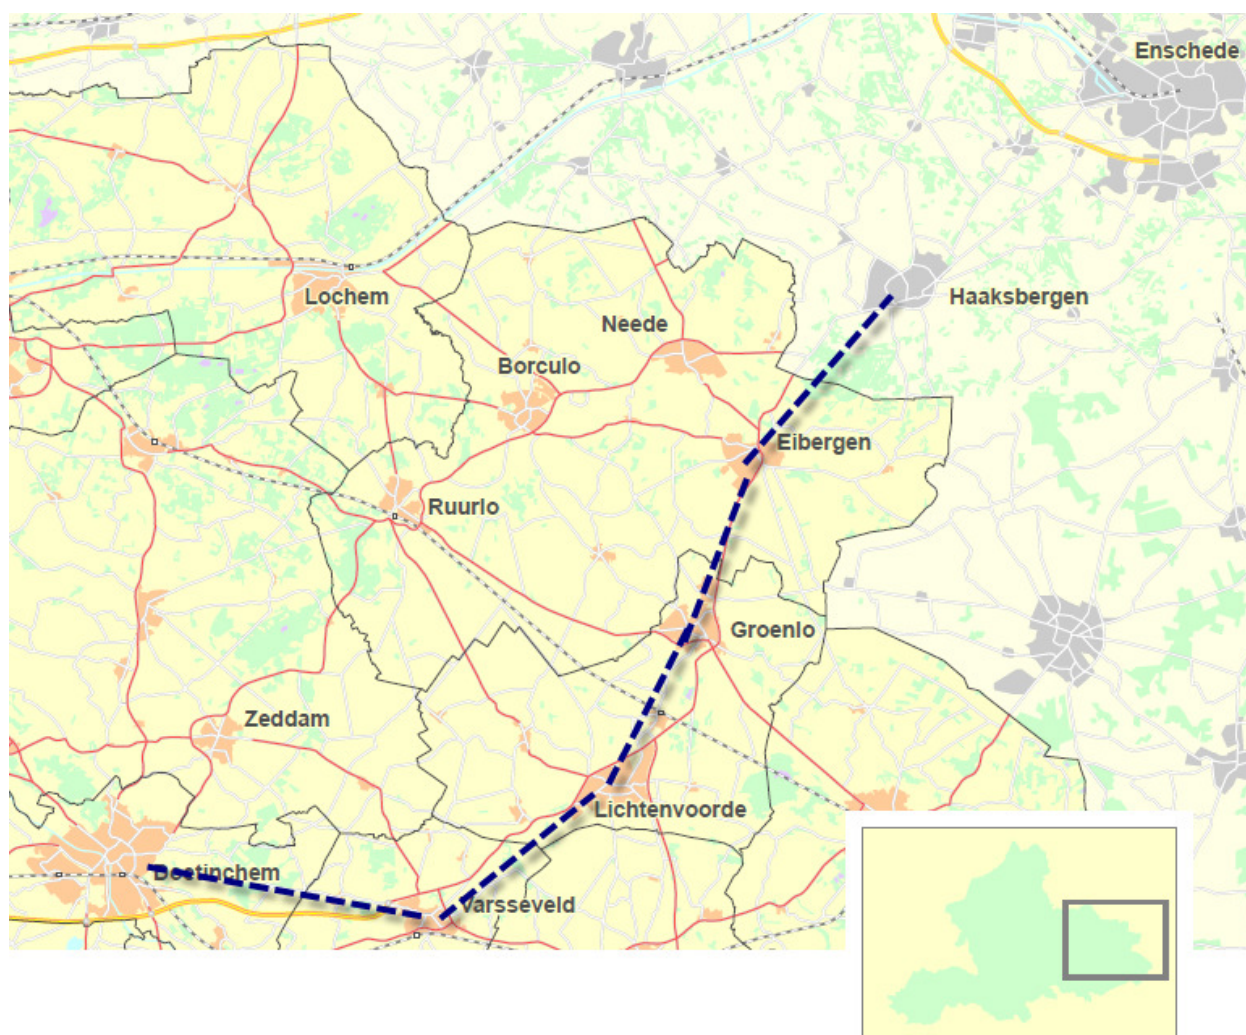 Enschede
Lochem
Haaksbergen
Neede
Borculo
Eibergen
Ruurlo
Groenlo
Zeddam
Lichtenvoorde
Doetinchem
Varsseveld